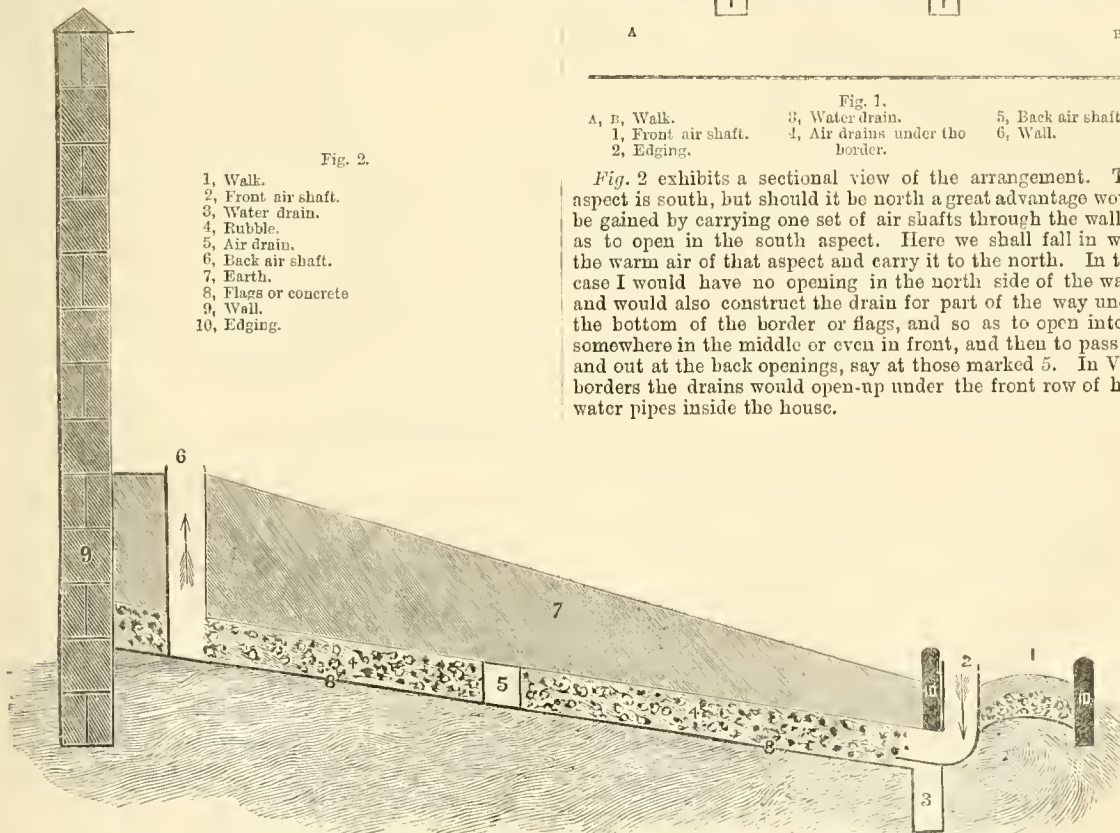 A
Fig. 1.
A, B, Walk.
1, Front air shaft.
2, Edging.
3, Water drain.
4, Air drains under the
border.
5, Back air shaft
6, Wall.
Fig. 2 exhibits a sectional view of the arrangement.
aspect is south, but should it be north a great advantage
be gained by carrying one set of air shafts through the wall
as to open in the south aspect. Here we shall fall in
the warm air of that aspect and carry it to the north. In
case I would have no opening in the north side of the
and would also construct the drain for part of the way
the bottom of the border or flags, and so as to open into
somewhere in the middle or even in front, and then to pass
and out at the back openings, say at those marked 5. In
borders the drains would open-up under the front row of
water pipes inside the house.
Fig. 2.
1, Walk.
2, Front air shaft.
3, Water drain.
4, Rubble.
5, Air drain.
6, Back air shaft.
7, Earth.
8, Flags or concrete
9, Wall.
10, Edging.
6
9
7
4
8
5
4
8
10
2
1
10
3